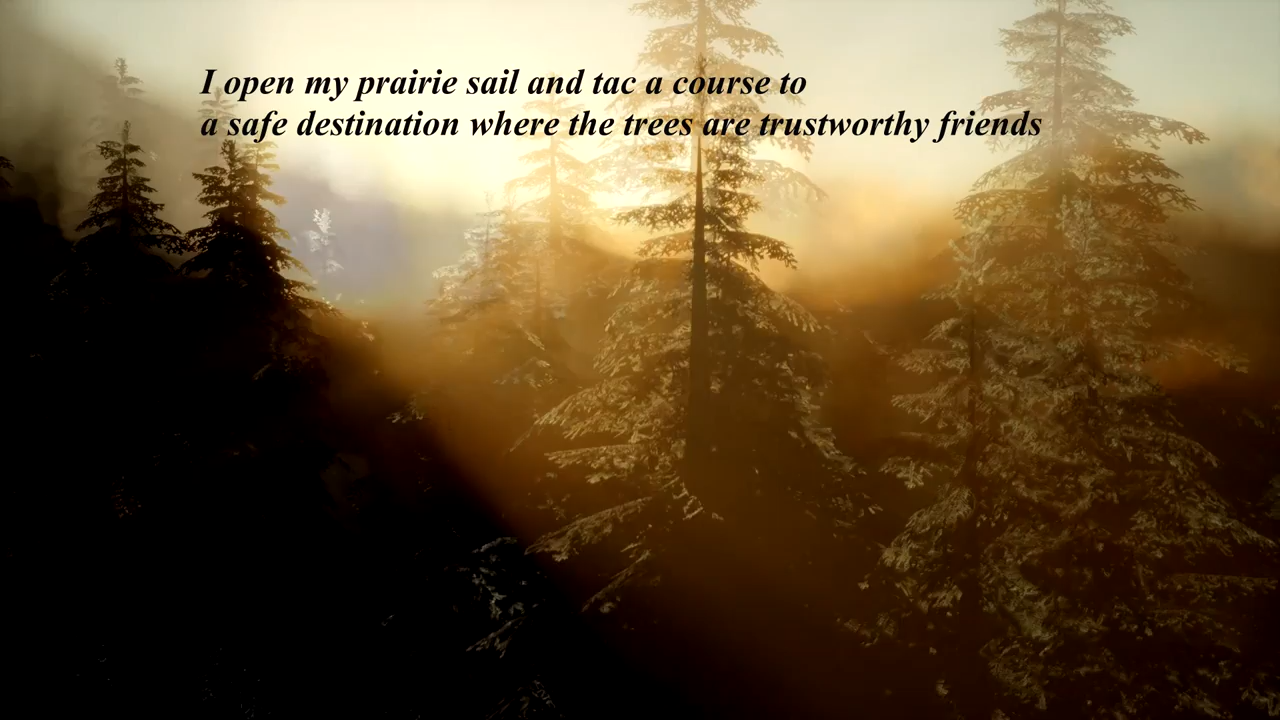 I open my prairie sail and tac a course to
a safe destination where the trees are trustworthy friends